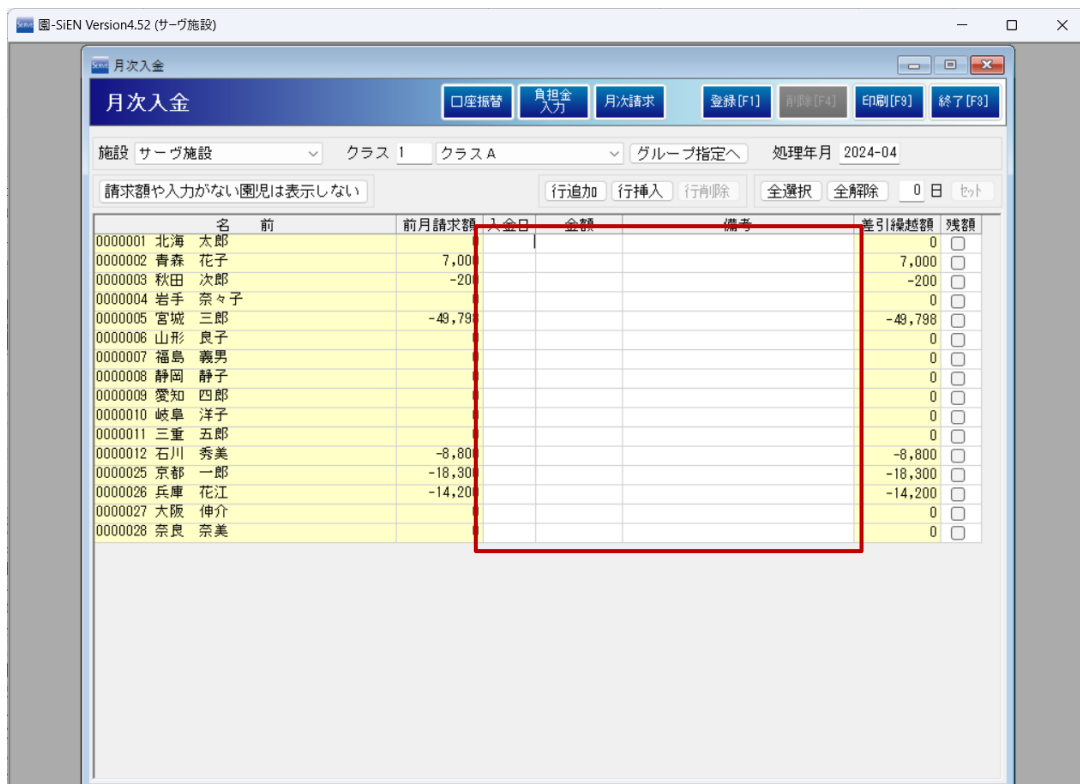 園-SiEN Version4.52 (サーヴ施設)
月次入金
月次入金 口座振替 負担金入力 月次請求 登録[F1] 削除[F4] 印刷[F9] 終了[F3]
施設 サーヴ施設 クラス 1 クラスA グループ指定へ 処理年月 2024-04
請求額や入力がない園児は表示しない 行追加 行挿入 行削除 全選択 全解除 0 日 セット
名 前 前月請求額 入金日 金額 備考 差引繰越額 残額
0000001 北海 太郎 0 0
0000002 青森 花子 7,000 7,000
0000003 秋田 次郎 -200 -200
0000004 岩手 奈々子 0 0
0000005 宮城 三郎 -49,798 -49,798
0000006 山形 良子 0 0
0000007 福島 義男 0 0
0000008 静岡 静子 0 0
0000009 愛知 四郎 0 0
0000010 岐阜 洋子 0 0
0000011 三重 五郎 0 0
0000012 石川 秀美 -8,800 -8,800
0000025 京都 一郎 -18,300 -18,300
0000026 兵庫 花江 -14,200 -14,200
0000027 大阪 伸介 0 0
0000028 奈良 奈美 0 0